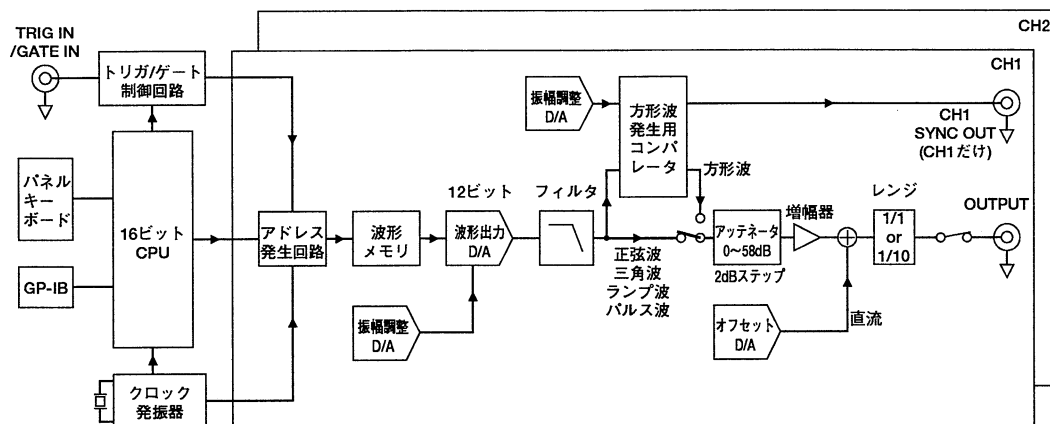 TRIG IN
/GATE IN
トリガ/ゲート
制御回路
パネル
キー
ボード
GP-IB
16ビット
CPU
クロック
発振器
CH2
CH1
アドレス
発生回路
波形
メモリ
12ビット
波形出力
D/A
振幅調整
D/A
フィルタ
振幅調整
D/A
方形波
発生用
コンパ
レータ
方形波
正弦波
三角波
ランプ波
パルス波
アッテネータ
0〜58dB
2dBステップ
増幅器
オフセット
D/A
直流
レンジ
1/1
or
1/10
CH1
SYNC OUT
(CH1だけ)
OUTPUT